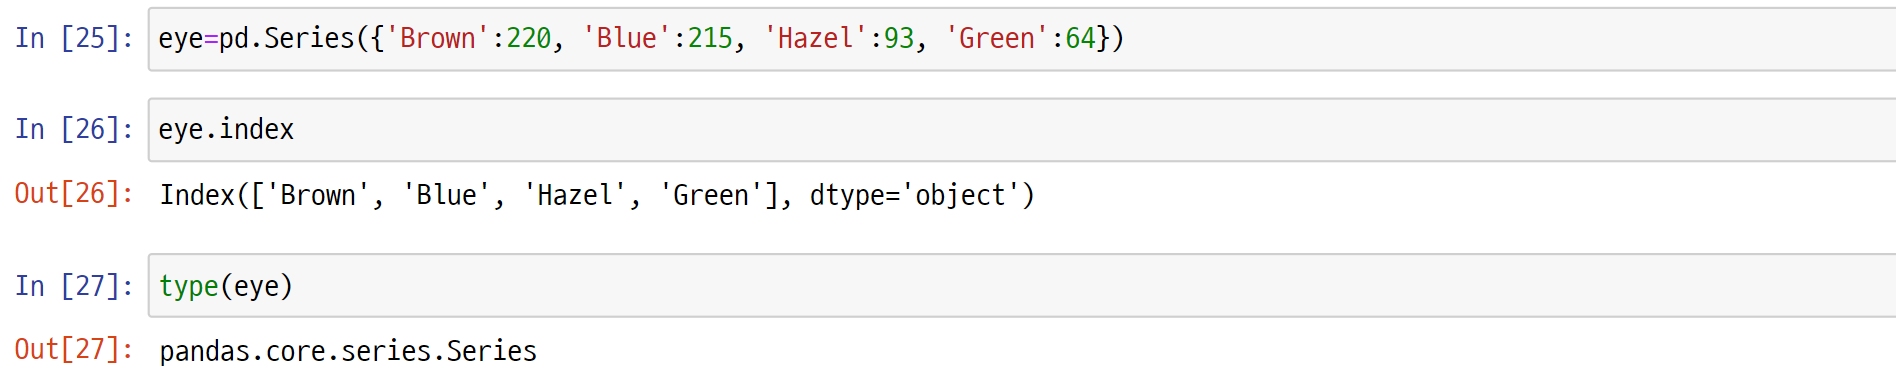 In [25]: eye=pd.Series({'Brown':220, 'Blue':215, 'Hazel':93, 'Green':64})
In [26]: eye.index
Out[26]: Index(['Brown', 'Blue', 'Hazel', 'Green'], dtype='object')
In [27]: type(eye)
Out[27]: pandas.core.series.Series